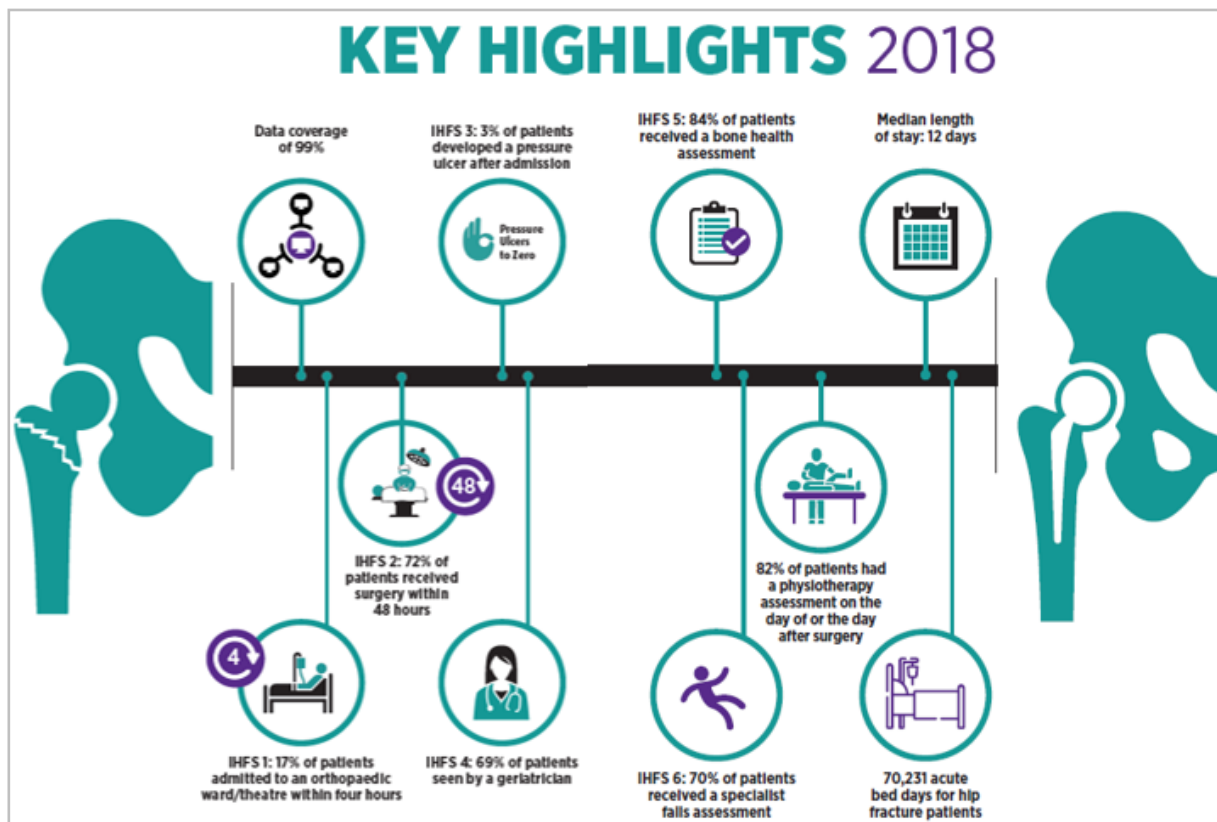 KEY HIGHLIGHTS 2018
Data coverage
of 99%
IHFS 3: 3% of patients
developed a pressure
ulcer after admission
IHFS 5: 84% of patients
received a bone health
assessment
Median length
of stay: 12 days
Pressure
Ulcers
to Zero
48
IHFS 2: 72% of
patients received
surgery within
48 hours
82% of patients had
a physiotherapy
assessment on the
day of or the day
after surgery
4
IHFS 1: 17% of patients
admitted to an orthopaedic
ward/theatre within four hours
IHFS 4: 69% of patients
seen by a geriatrician
IHFS 6: 70% of patients
received a specialist
falls assessment
70,231 acute
bed days for hip
fracture patients